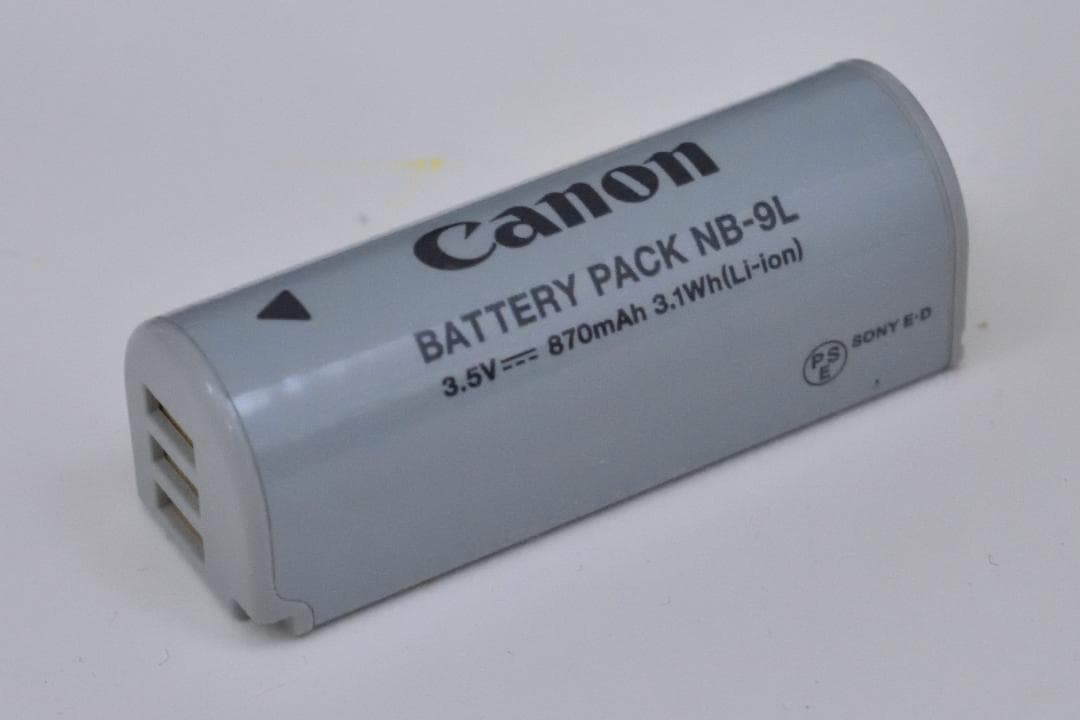 Canon
BATTERY PACK NB-9L
3.5V⎓ 870mAh 3.1Wh(Li-ion)
PSE SONY E·D